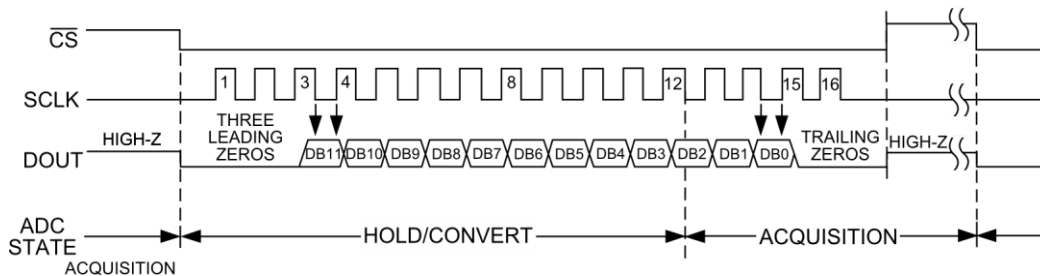 CS
1 3 4 8 12 15 16
SCLK
THREE
LEADING
ZEROS
TRAILING
ZEROS
HIGH-Z
HIGH-Z
DOUT
DB11 DB10 DB9 DB8 DB7 DB6 DB5 DB4 DB3 DB2 DB1 DB0
ADC
STATE
HOLD/CONVERT
ACQUISITION
ACQUISITION